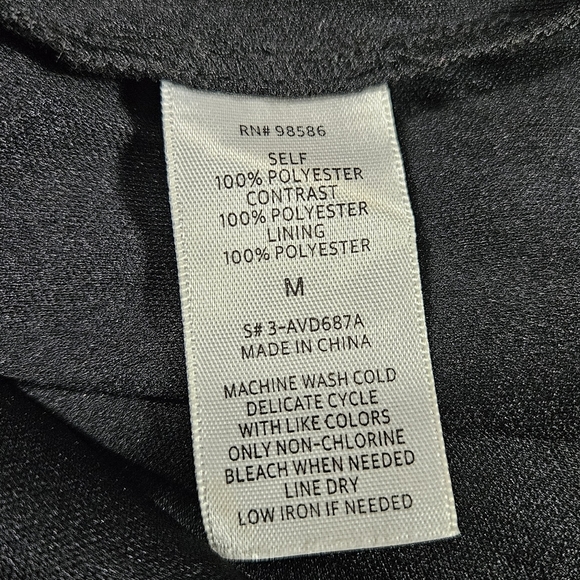 RN# 98586
SELF
100% POLYESTER
CONTRAST
100% POLYESTER
LINING
100% POLYESTER
M
S# 3-AVD687A
MADE IN CHINA
MACHINE WASH COLD
DELICATE CYCLE
WITH LIKE COLORS
ONLY NON-CHLORINE
BLEACH WHEN NEEDED
LINE DRY
LOW IRON IF NEEDED